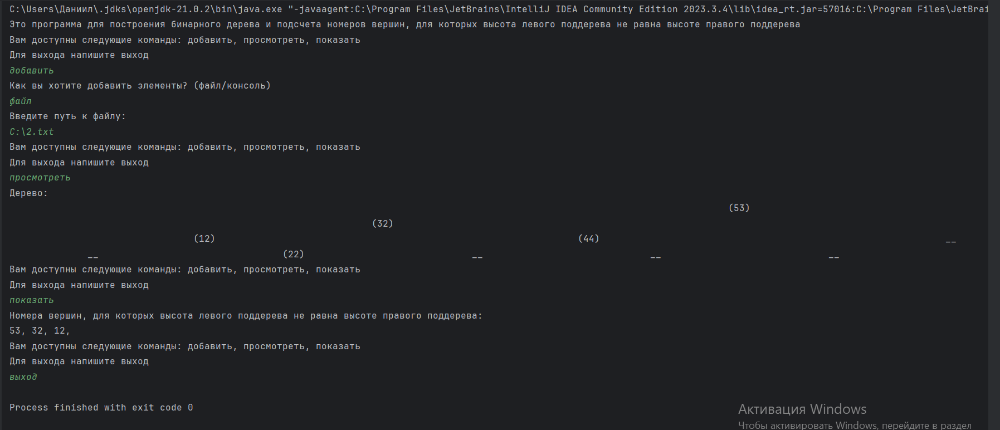 C:\Users\Даниил\.jdks\openjdk-21.0.2\bin\java.exe "-javaagent:C:\Program Files\JetBrains\IntelliJ IDEA Community Edition 2023.3.4\lib\idea_rt.jar=57016:C:\Program Files\JetBrai
Это программа для построения бинарного дерева и подсчета номеров вершин, для которых высота левого поддерева не равна высоте правого поддерева
Вам доступны следующие команды: добавить, просмотреть, показать
Для выхода напишите выход
добавить
Как вы хотите добавить элементы? (файл/консоль)
файл
Введите путь к файлу:
C:\2.txt
Вам доступны следующие команды: добавить, просмотреть, показать
Для выхода напишите выход
просмотреть
Дерево:
(53)
(32)
(12) (44) __
__ (22) __ __ __
Вам доступны следующие команды: добавить, просмотреть, показать
Для выхода напишите выход
показать
Номера вершин, для которых высота левого поддерева не равна высоте правого поддерева:
53, 32, 12,
Вам доступны следующие команды: добавить, просмотреть, показать
Для выхода напишите выход
выход
Process finished with exit code 0
Активация Windows
Чтобы активировать Windows, перейдите в раздел